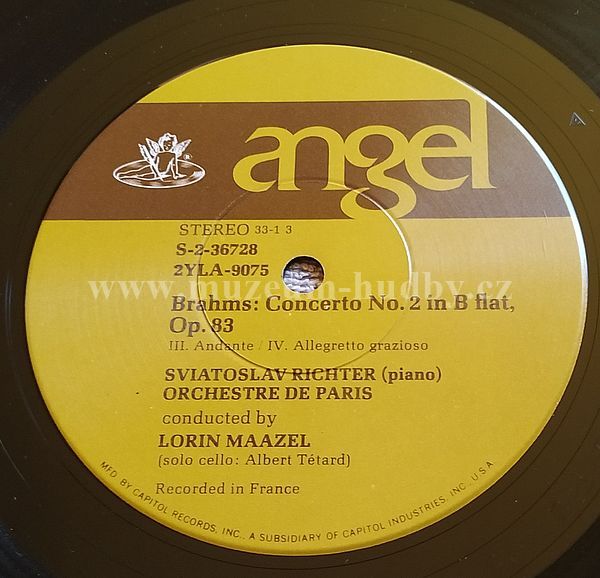 angel
®
STEREO 33-1 3
S-2-36728
2YLA-9075
www.muzeum-hudby.cz
Brahms: Concerto No. 2 in B flat,
Op. 83
III. Andante / IV. Allegretto grazioso
SVIATOSLAV RICHTER (piano)
ORCHESTRE DE PARIS
conducted by
LORIN MAAZEL
(solo cello: Albert Tétard)
Recorded in France
MFD. BY CAPITOL RECORDS, INC., A SUBSIDIARY OF CAPITOL INDUSTRIES, INC., U.S.A.